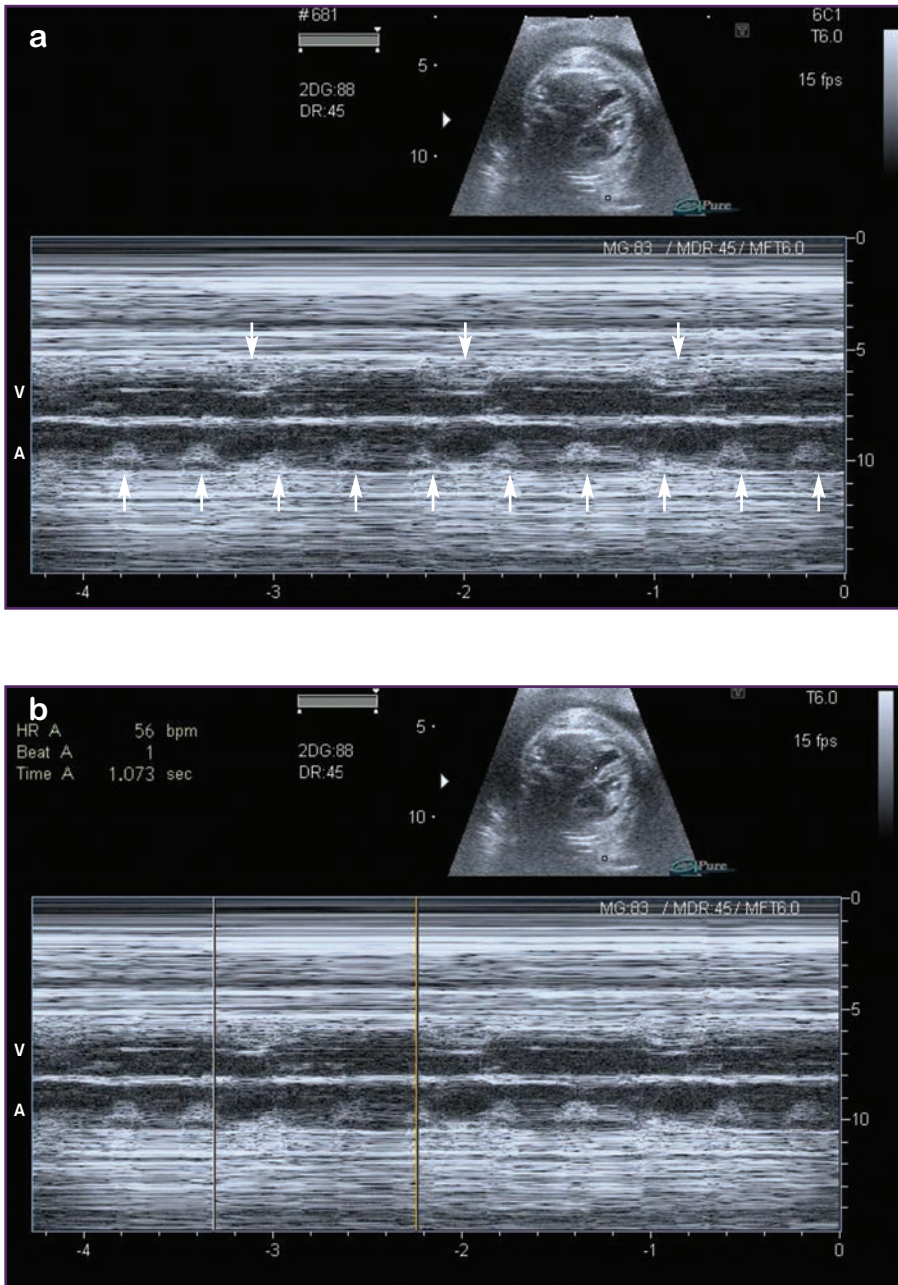 a
#681
2DG:88
DR:45
5
10
6C1
T6.0
15 fps
Pure
MG:83 / MDR:45 / MFT6.0
0
5
10
V
A
-4 -3 -2 -1 0
b
HR A 56 bpm
Beat A 1
Time A 1.073 sec
2DG:88
DR:45
5
10
T6.0
15 fps
Pure
MG:83 / MDR:45 / MFT6.0
0
5
10
V
A
-4 -3 -2 -1 0